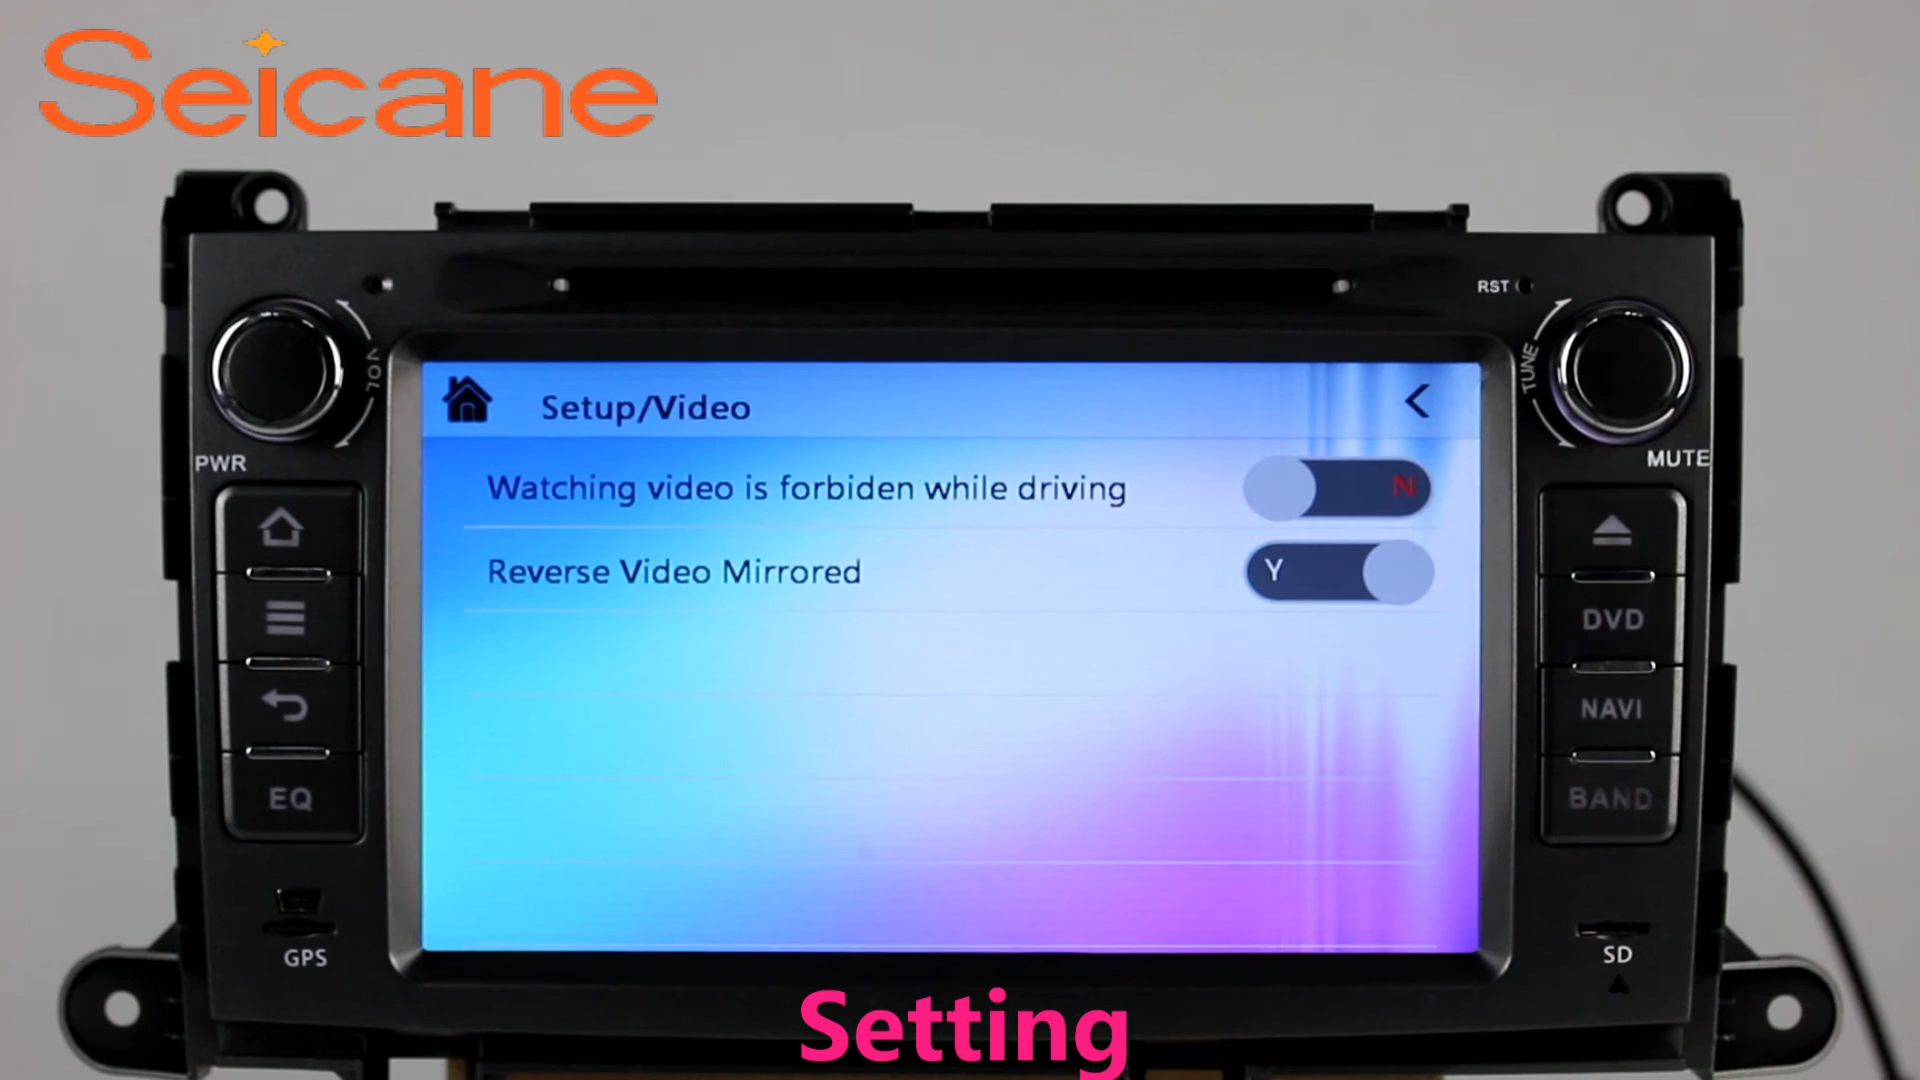 Seicane
RST
VOL
TUNE
PWR
MUTE
Setup/Video
Watching video is forbiden while driving
N
Reverse Video Mirrored
Y
DVD
NAVI
EQ
BAND
GPS
SD
Setting